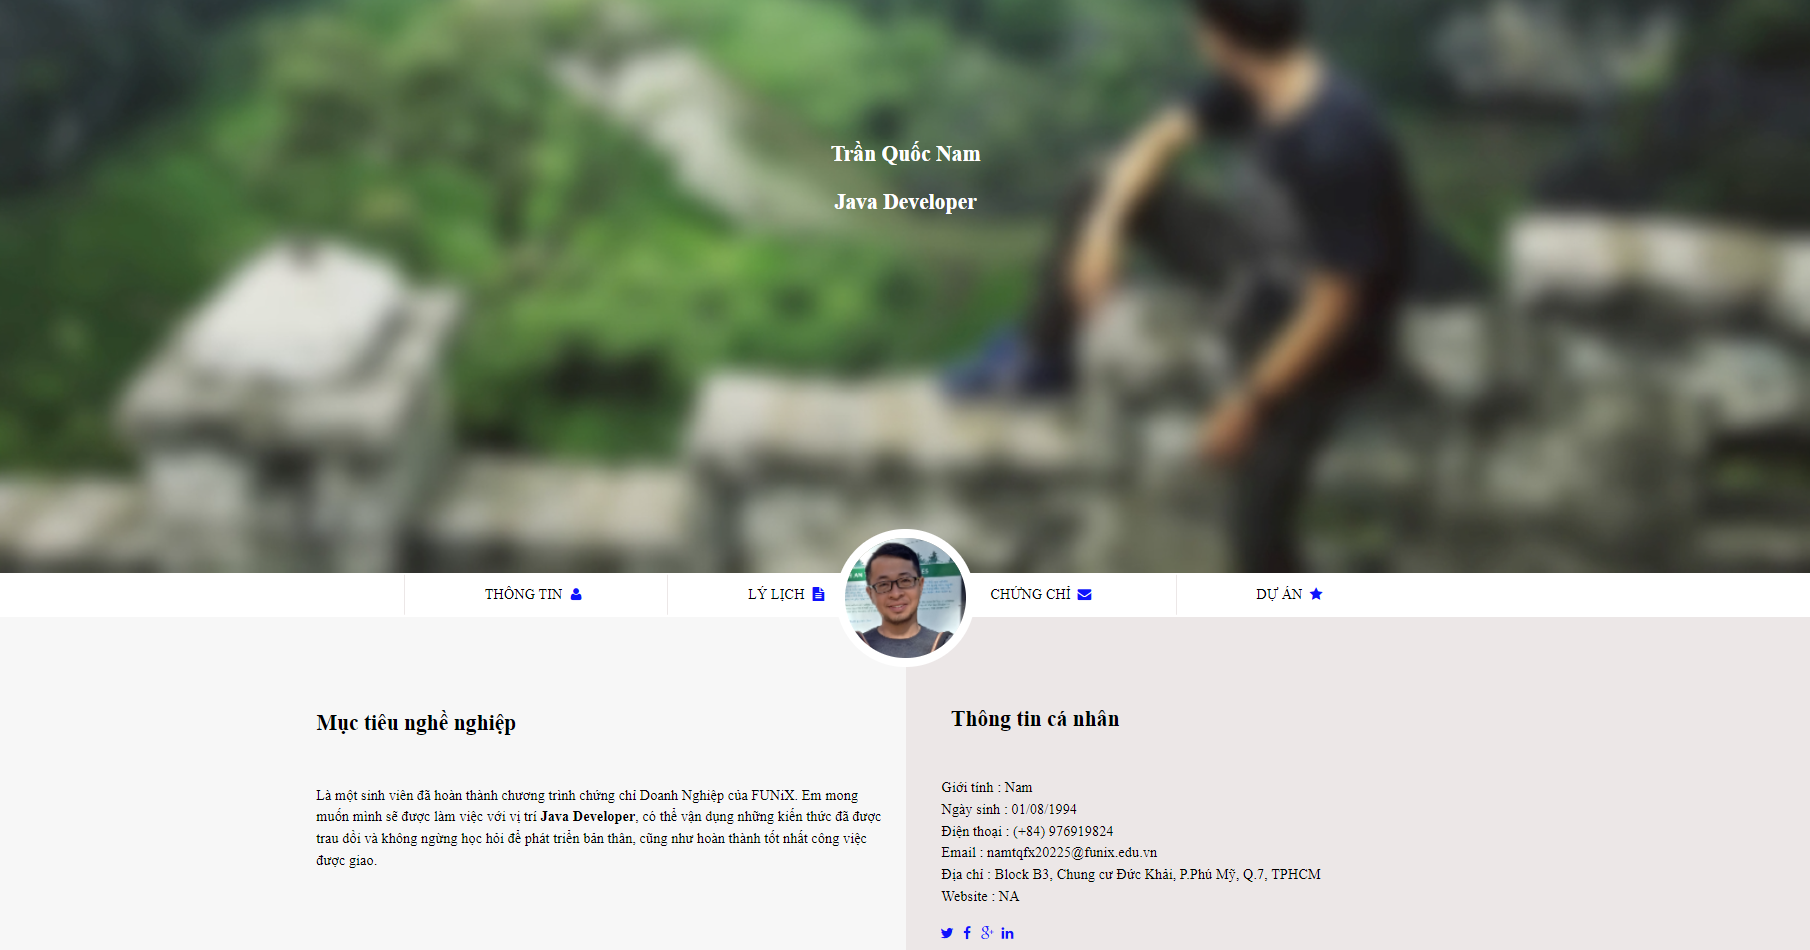 Trần Quốc Nam
Java Developer
THÔNG TIN
LÝ LỊCH
CHỨNG CHỈ
DỰ ÁN
Mục tiêu nghề nghiệp
Là một sinh viên đã hoàn thành chương trình chứng chỉ Doanh Nghiệp của FUNiX. Em mong
muốn mình sẽ được làm việc với vị trí Java Developer, có thể vận dụng những kiến thức đã được
trau dồi và không ngừng học hỏi để phát triển bản thân, cũng như hoàn thành tốt nhất công việc
được giao.
Thông tin cá nhân
Giới tính : Nam
Ngày sinh : 01/08/1994
Điện thoại : (+84) 976919824
Email : namtqfx20225@funix.edu.vn
Địa chỉ : Block B3, Chung cư Đức Khải, P.Phú Mỹ, Q.7, TPHCM
Website : NA